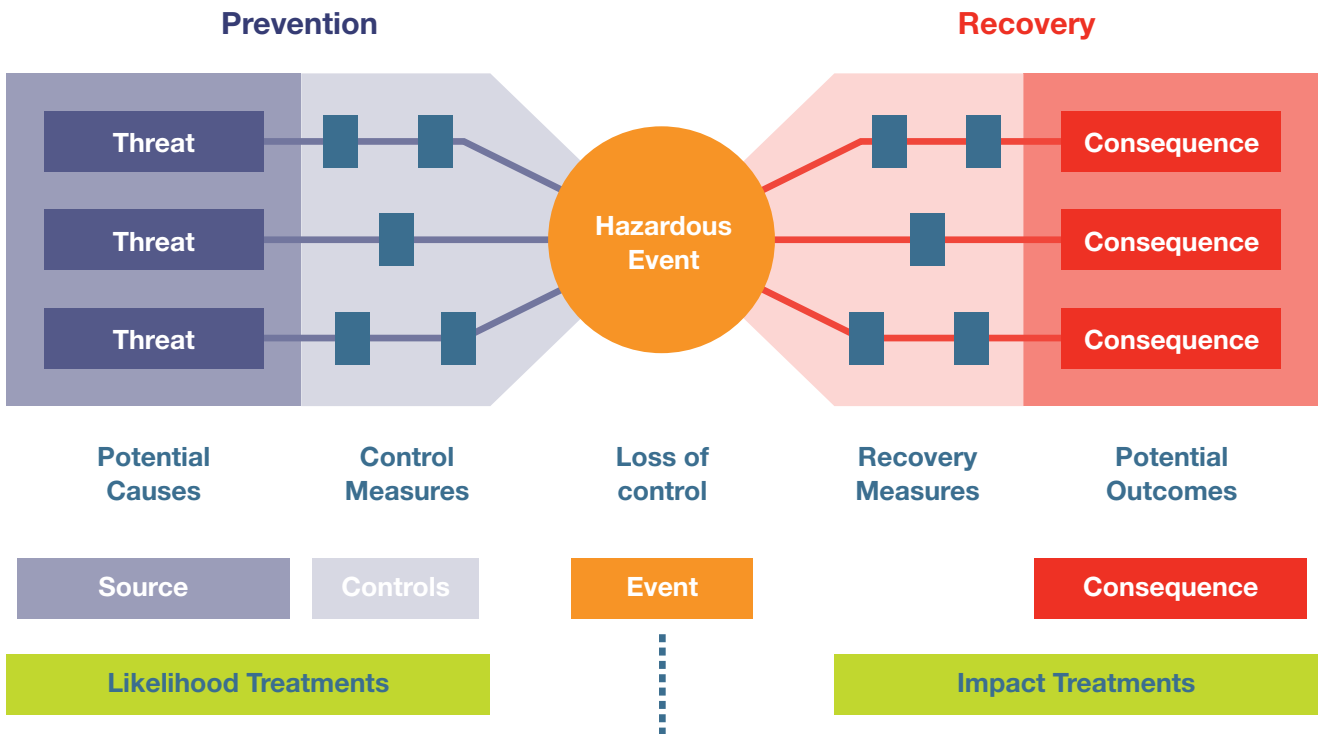 Prevention
Recovery
Threat
Threat
Threat
Hazardous
Event
Consequence
Consequence
Consequence
Potential
Causes
Control
Measures
Loss of
control
Recovery
Measures
Potential
Outcomes
Source
Controls
Event
Consequence
Likelihood Treatments
Impact Treatments